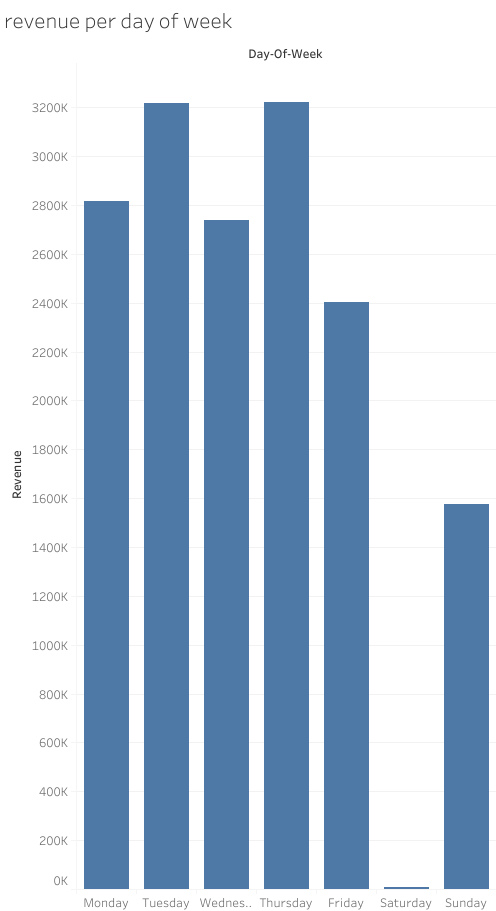 revenue per day of week
Day-Of-Week
Revenue
3200K
3000K
2800K
2600K
2400K
2200K
2000K
1800K
1600K
1400K
1200K
1000K
800K
600K
400K
200K
0K
Monday Tuesday Wednes.. Thursday Friday Saturday Sunday